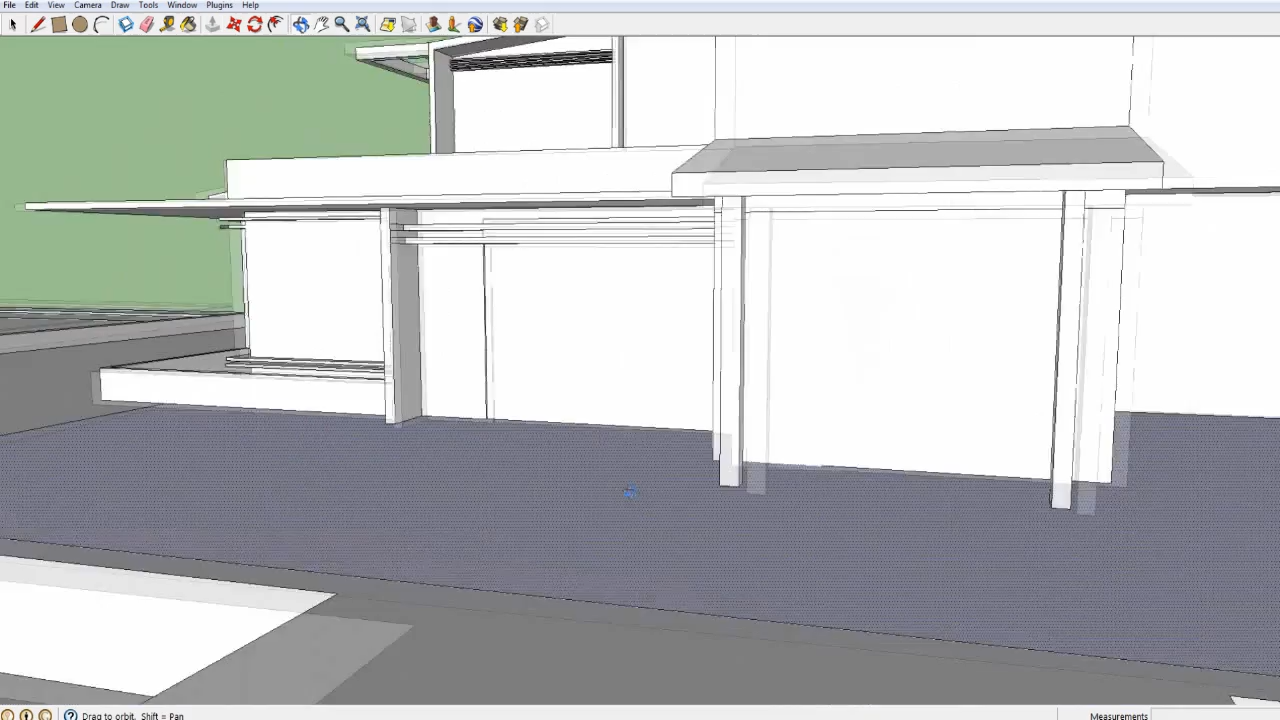 File Edit View Camera Draw Tools Window Plugins Help
Drag to orbit. Shift = Pan
Measurements